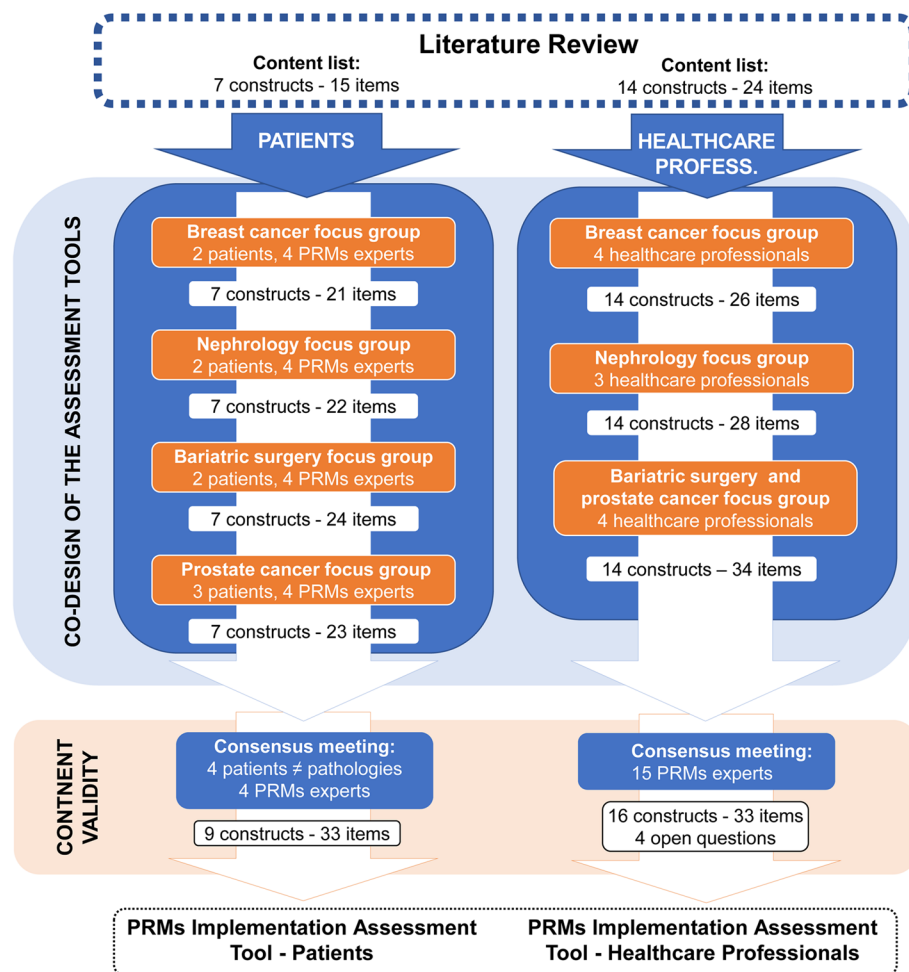 Literature Review
Content list:
7 constructs - 15 items
Content list:
14 constructs - 24 items
PATIENTS
HEALTHCARE
PROFESS.
CO-DESIGN OF THE ASSESSMENT TOOLS
Breast cancer focus group
2 patients, 4 PRMs experts
7 constructs - 21 items
Nephrology focus group
2 patients, 4 PRMs experts
7 constructs - 22 items
Bariatric surgery focus group
2 patients, 4 PRMs experts
7 constructs - 24 items
Prostate cancer focus group
3 patients, 4 PRMs experts
7 constructs - 23 items
Breast cancer focus group
4 healthcare professionals
14 constructs - 26 items
Nephrology focus group
3 healthcare professionals
14 constructs - 28 items
Bariatric surgery and
prostate cancer focus group
4 healthcare professionals
14 constructs – 34 items
CONTNENT
VALIDITY
Consensus meeting:
4 patients ≠ pathologies
4 PRMs experts
9 constructs - 33 items
Consensus meeting:
15 PRMs experts
16 constructs - 33 items
4 open questions
PRMs Implementation Assessment
Tool - Patients
PRMs Implementation Assessment
Tool - Healthcare Professionals